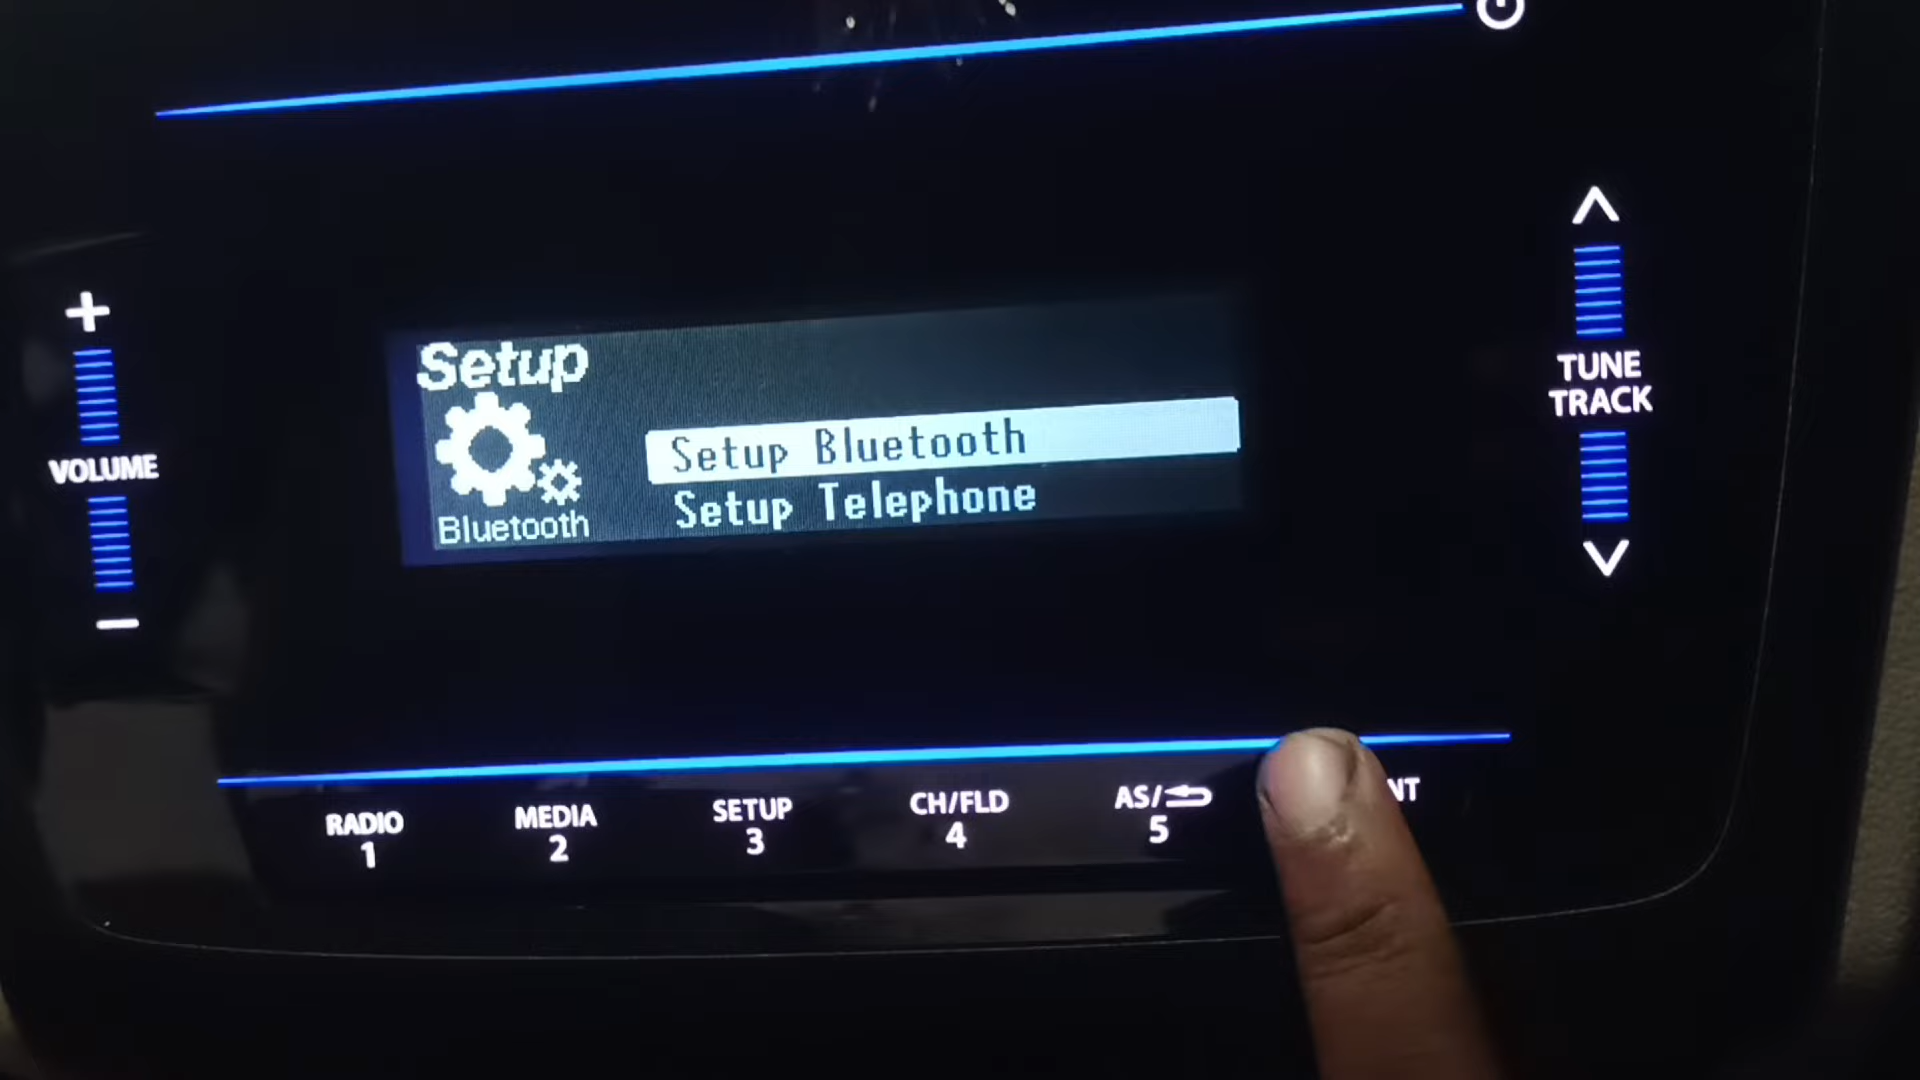 Setup
Setup Bluetooth
Setup Telephone
Bluetooth
+
VOLUME
−
TUNE
TRACK
RADIO
1
MEDIA
2
SETUP
3
CH/FLD
4
AS/
5